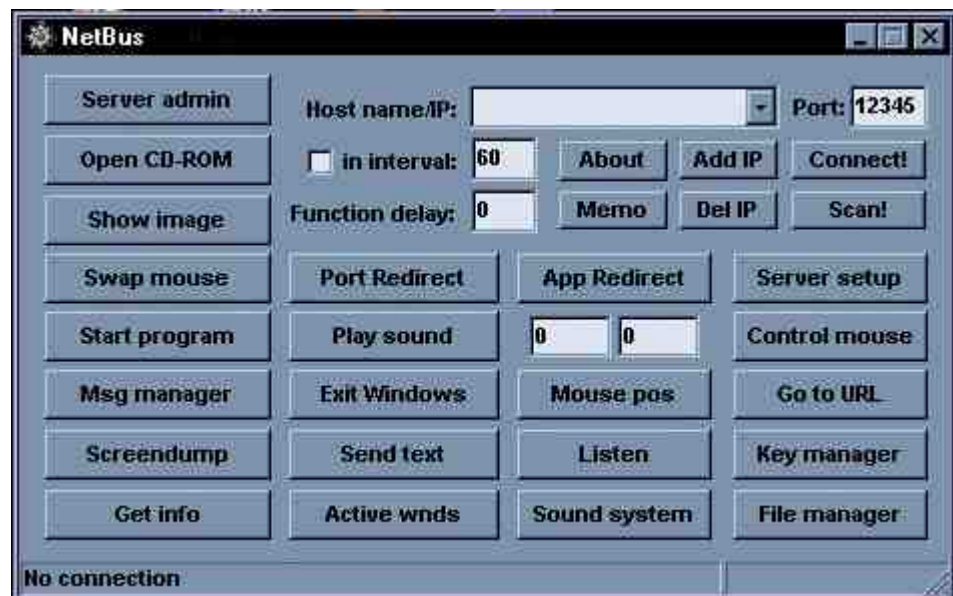 NetBus
Server admin Host name/IP: Port: 12345
Open CD-ROM in interval: 60 About Add IP Connect!
Show image Function delay: 0 Memo Del IP Scan!
Swap mouse Port Redirect App Redirect Server setup
Start program Play sound 0 0 Control mouse
Msg manager Exit Windows Mouse pos Go to URL
Screendump Send text Listen Key manager
Get info Active wnds Sound system File manager
No connection